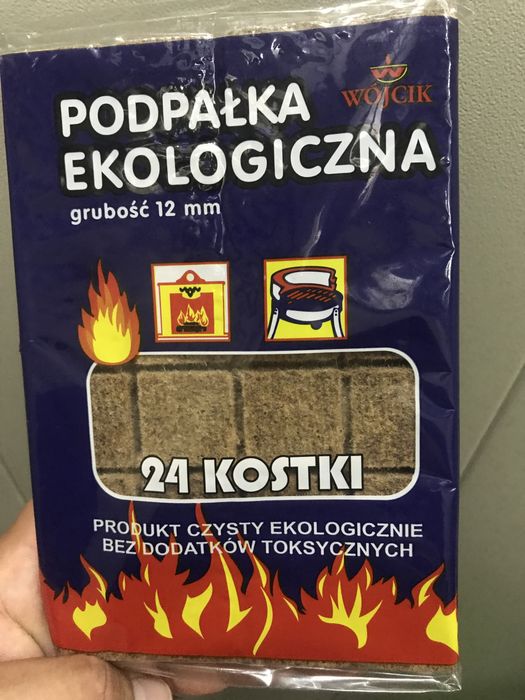 WÓJCIK
PODPAŁKA
EKOLOGICZNA
grubość 12 mm
24 KOSTKI
PRODUKT CZYSTY EKOLOGICZNIE
BEZ DODATKÓW TOKSYCZNYCH